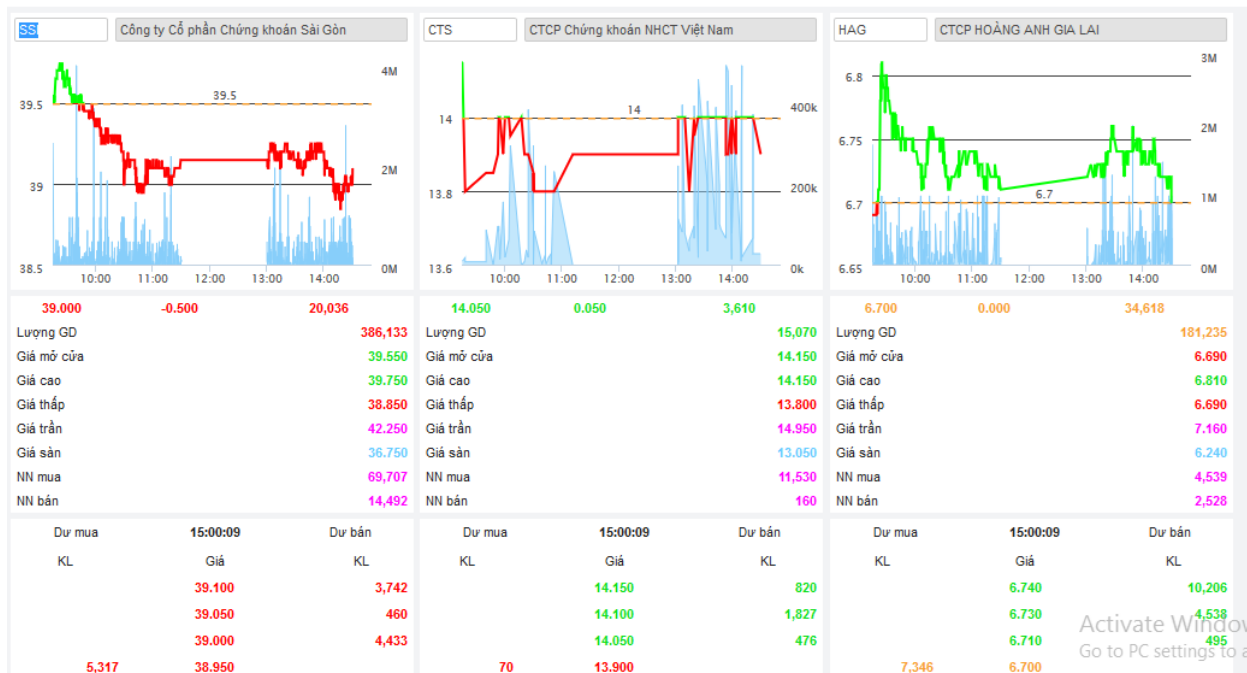 SSI Công ty Cổ phần Chứng khoán Sài Gòn
4M
39.5 39.5
2M
39
38.5 0M
10:00 11:00 12:00 13:00 14:00
39.000 -0.500 20,036
Lượng GD 386,133
Giá mở cửa 39.550
Giá cao 39.750
Giá thấp 38.850
Giá trần 42.250
Giá sàn 36.750
NN mua 69,707
NN bán 14,492
Dư mua 15:00:09 Dư bán
KL Giá KL
39.100 3,742
39.050 460
39.000 4,433
5,317 38.950
CTS CTCP Chứng khoán NHCT Việt Nam
400k
14 14
200k
13.8
13.6 0k
10:00 11:00 12:00 13:00 14:00
14.050 0.050 3,610
Lượng GD 15,070
Giá mở cửa 14.150
Giá cao 14.150
Giá thấp 13.800
Giá trần 14.950
Giá sàn 13.050
NN mua 11,530
NN bán 160
Dư mua 15:00:09 Dư bán
KL Giá KL
14.150 820
14.100 1,827
14.050 476
70 13.900
HAG CTCP HOÀNG ANH GIA LAI
3M
6.8
2M
6.75
6.7 6.7 1M
6.65 0M
10:00 11:00 12:00 13:00 14:00
6.700 0.000 34,618
Lượng GD 181,235
Giá mở cửa 6.690
Giá cao 6.810
Giá thấp 6.690
Giá trần 7.160
Giá sàn 6.240
NN mua 4,539
NN bán 2,528
Dư mua 15:00:09 Dư bán
KL Giá KL
6.740 10,206
6.730 4,538
6.710 495
7,346 6.700
Activate Window
Go to PC settings to a